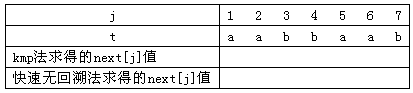 j 1 2 3 4 5 6 7
t a a b b a a b
kmp法求得的next[j]值
快速无回溯法求得的next[j]值